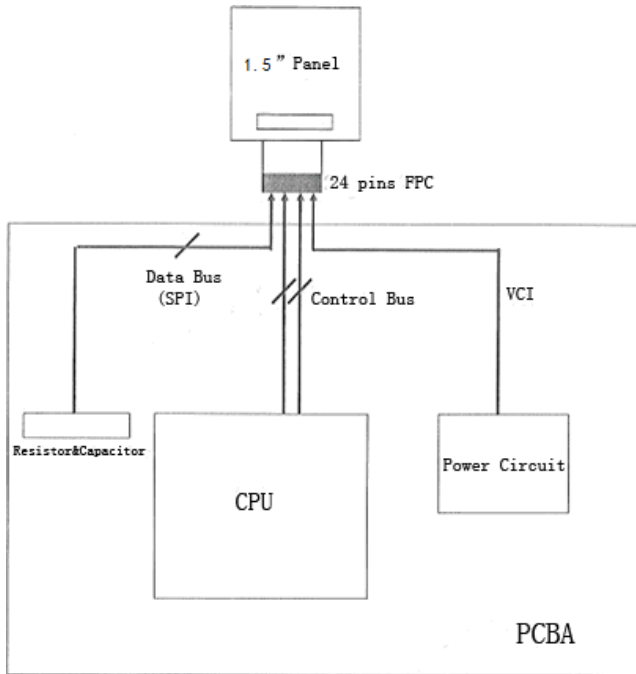 1.5” Panel
24 pins FPC
Data Bus
(SPI)
Control Bus
VCI
Resistor&Capacitor
CPU
Power Circuit
PCBA